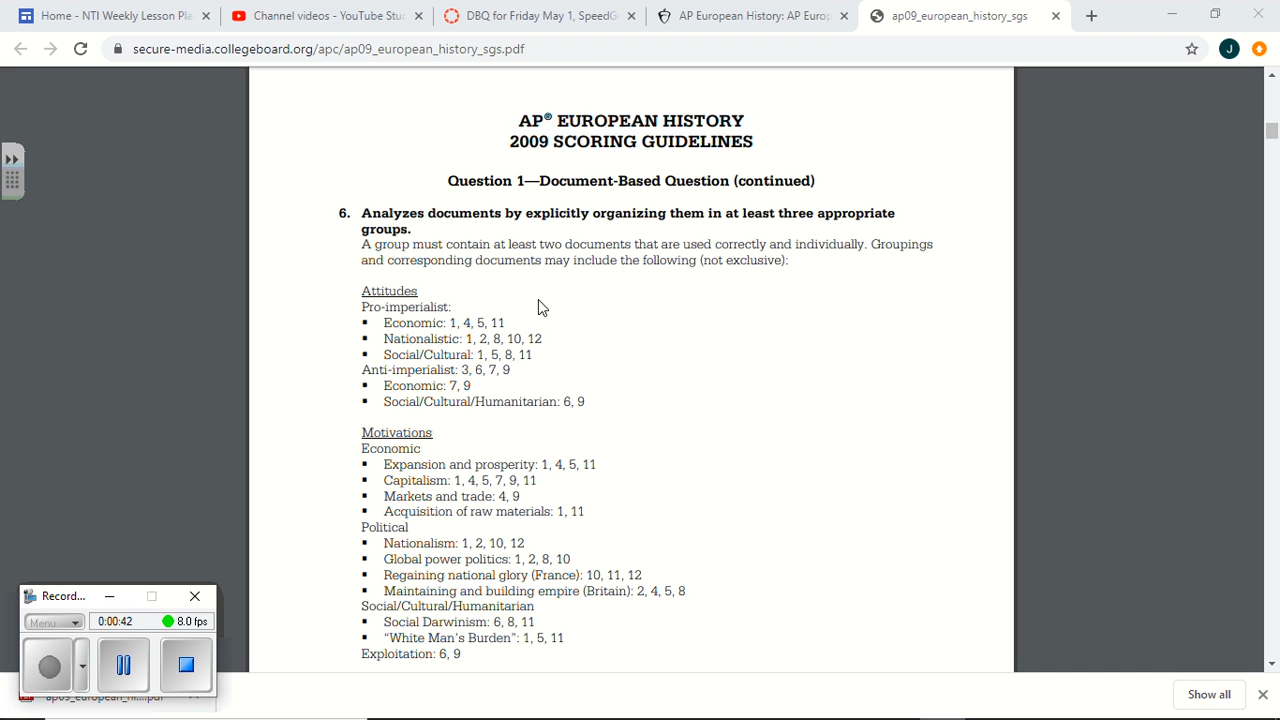 Home - NTI Weekly Lesson Pla
Channel videos - YouTube Stud
DBQ for Friday May 1, SpeedG
AP European History: AP Europ
ap09_european_history_sgs
secure-media.collegeboard.org/apc/ap09_european_history_sgs.pdf
J
AP® EUROPEAN HISTORY
2009 SCORING GUIDELINES
Question 1—Document-Based Question (continued)
6. Analyzes documents by explicitly organizing them in at least three appropriate
groups.
A group must contain at least two documents that are used correctly and individually. Groupings
and corresponding documents may include the following (not exclusive):
Attitudes
Pro-imperialist:
▪ Economic: 1, 4, 5, 11
▪ Nationalistic: 1, 2, 8, 10, 12
▪ Social/Cultural: 1, 5, 8, 11
Anti-imperialist: 3, 6, 7, 9
▪ Economic: 7, 9
▪ Social/Cultural/Humanitarian: 6, 9
Motivations
Economic
▪ Expansion and prosperity: 1, 4, 5, 11
▪ Capitalism: 1, 4, 5, 7, 9, 11
▪ Markets and trade: 4, 9
▪ Acquisition of raw materials: 1, 11
Political
▪ Nationalism: 1, 2, 10, 12
▪ Global power politics: 1, 2, 8, 10
▪ Regaining national glory (France): 10, 11, 12
▪ Maintaining and building empire (Britain): 2, 4, 5, 8
Social/Cultural/Humanitarian
▪ Social Darwinism: 6, 8, 11
▪ “White Man’s Burden”: 1, 5, 11
Exploitation: 6, 9
Record...
Menu
0:00:42
8.0 fps
Show all